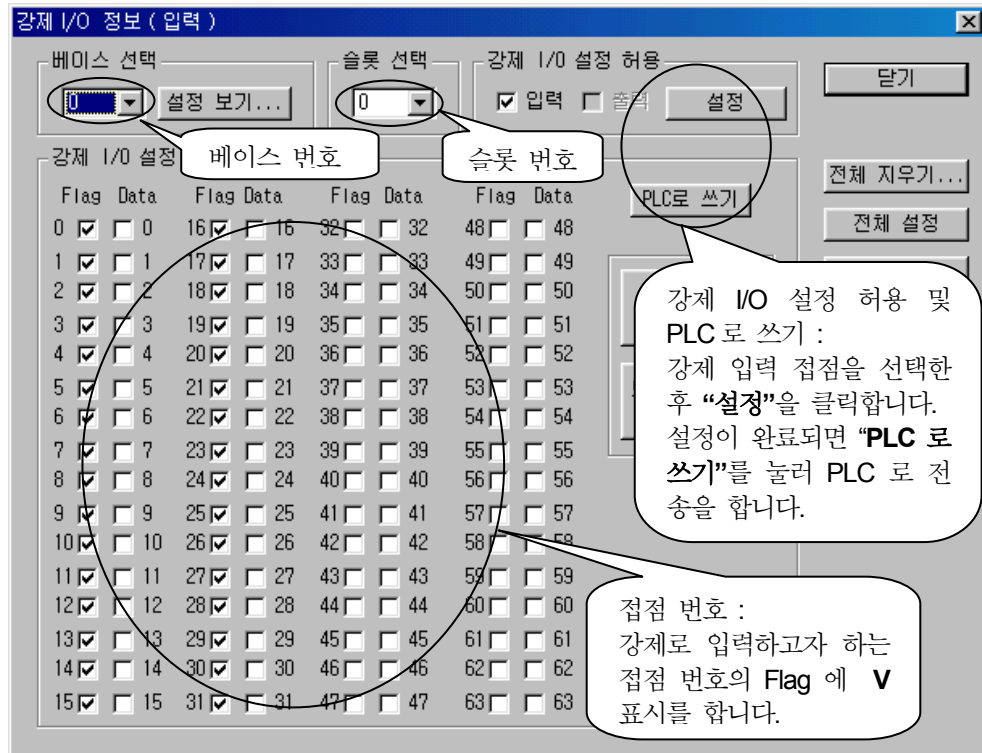 강제 I/O 정보 ( 입력 )
베이스 선택
슬롯 선택
강제 I/O 설정 허용
0 설정 보기... 0 입력 출력 설정 닫기
베이스 번호
슬롯 번호
강제 I/O 설정
전체 지우기...
Flag Data Flag Data Flag Data Flag Data PLC로 쓰기
전체 설정
0 0 16 16 32 32 48 48
1 1 17 17 33 33 49 49
2 2 18 18 34 34 50 50
3 3 19 19 35 35 51 51
4 4 20 20 36 36 52 52
5 5 21 21 37 37 53 53
6 6 22 22 38 38 54 54
7 7 23 23 39 39 55 55
8 8 24 24 40 40 56 56
9 9 25 25 41 41 57 57
10 10 26 26 42 42 58 58
11 11 27 27 43 43 59 59
12 12 28 28 44 44 60 60
13 13 29 29 45 45 61 61
14 14 30 30 46 46 62 62
15 15 31 31 47 47 63 63
강제 I/O 설정 허용 및
PLC 로 쓰기 :
강제 입력 접점을 선택한
후 “설정”을 클릭합니다.
설정이 완료되면 “PLC 로
쓰기”를 눌러 PLC 로 전
송을 합니다.
접점 번호 :
강제로 입력하고자 하는
접점 번호의 Flag 에 V
표시를 합니다.